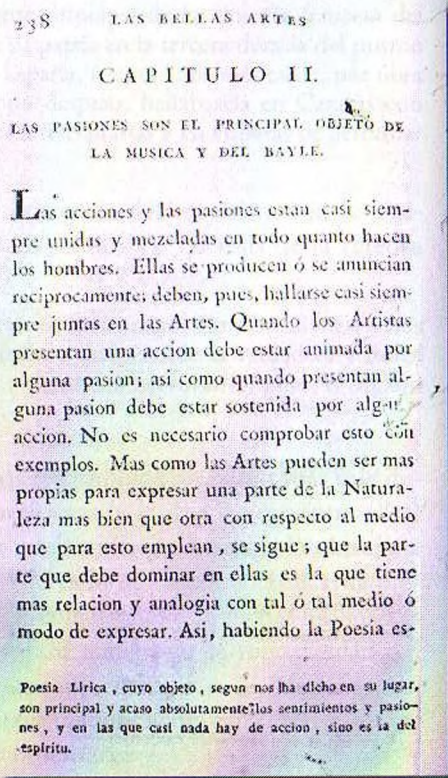 238 LAS BELLAS ARTES
CAPITULO II.
LAS PASIONES SON EL PRINCIPAL OBJETO DE
LA MUSICA Y DEL BAYLE.
Las acciones y las pasiones estan casi siem-
pre unidas y mezcladas en todo quanto hacen
los hombres. Ellas se producen ó se anuncian
reciprocamente; deben, pues, hallarse casi siem-
pre juntas en las Artes. Quando los Artistas
presentan una accion debe estar animada por
alguna pasion; asi como quando presentan al-
guna pasion debe estar sostenida por
accion. No es necesario comprobar esto con
exemplos. Mas como las Artes pueden ser mas
propias para expresar una parte de la Natura-
leza mas bien que otra con respecto al medio
que para esto emplean, se sigue; que la par-
te que debe dominar en ellas es la que tiene
mas relacion y analogia con tal ó tal medio ó
modo de expresar. Asi, habiendo la Poesia es-
Poesia Lirica, cuyo objeto, segun nos ha dicho en su lugar,
son principal y acaso absolutamente los sentimientos y pasio-
nes, y en las que casi nada hay de accion, sino es la del
espiritu.